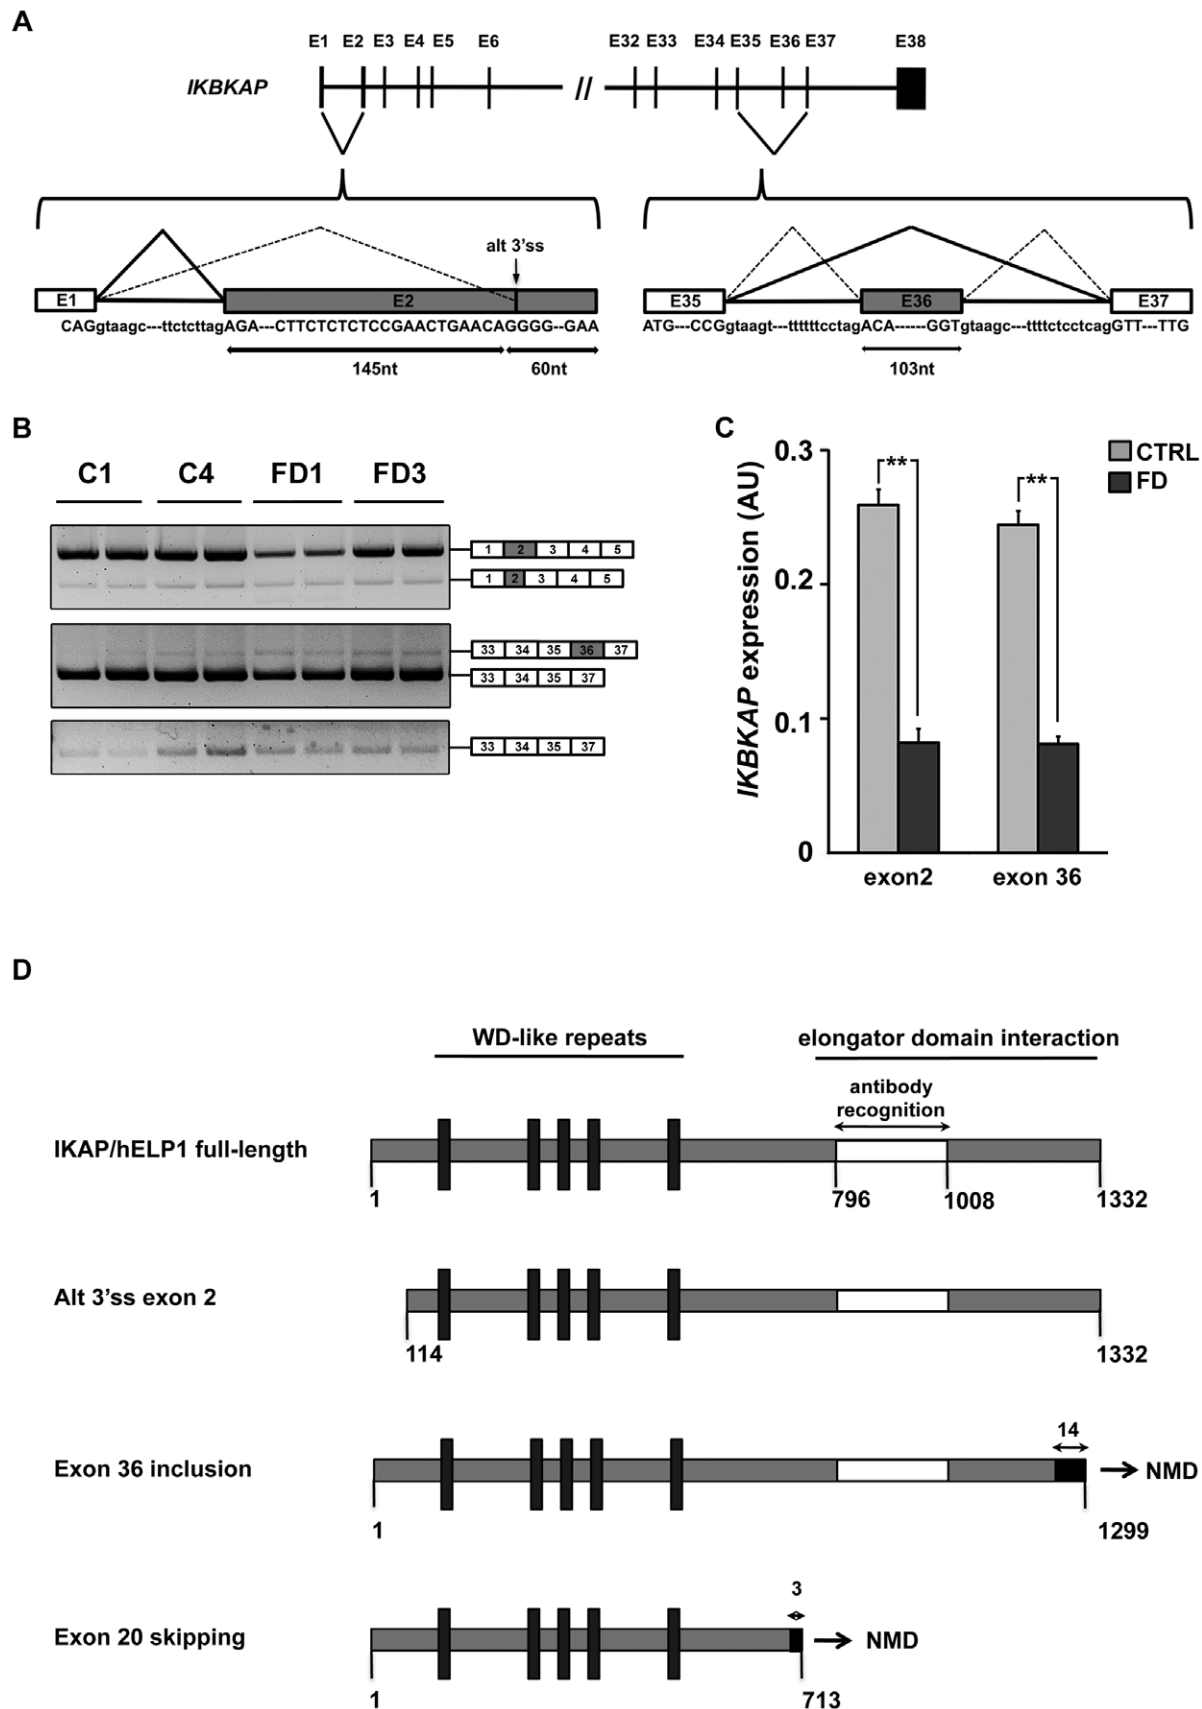 A
E1 E2 E3 E4 E5 E6 E32 E33 E34 E35 E36 E37 E38
IKBKAP //
alt 3'ss
E1 E2 E35 E36 E37
CAGgtaagc---ttctcttagAGA---CTTCTCTCTCCGAACTGAACAGGGGG--GAA
ATG---CCGgtaagt---ttttttcctagACA------GGTgtaagc---ttttctcctcagGTT---TTG
145nt 60nt 103nt
B
C1 C4 FD1 FD3
1 2 3 4 5
1 2 3 4 5
33 34 35 36 37
33 34 35 37
33 34 35 37
C
IKBKAP expression (AU)
0.3
0.2
0.1
0
** **
CTRL
FD
exon2 exon 36
D
WD-like repeats elongator domain interaction
antibody
recognition
IKAP/hELP1 full-length
1 796 1008 1332
Alt 3'ss exon 2
114 1332
14
Exon 36 inclusion NMD
1 1299
3
Exon 20 skipping NMD
1 713